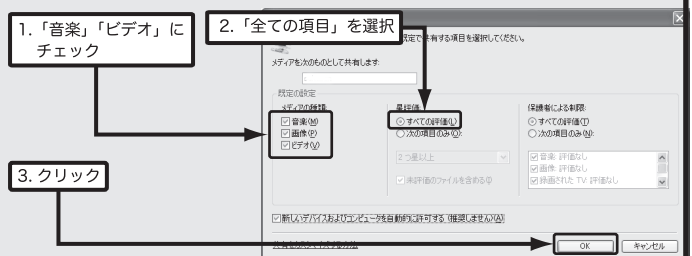 1.「音楽」「ビデオ」に
チェック
2.「全ての項目」を選択
既定で共有する項目を選択してください。
メディアを次のものとして共有します:
既定の設定
メディアの種類:
音楽(M)
画像(P)
ビデオ(V)
星評価:
すべての評価(L)
次の項目のみ(O):
2 つ星以上
未評価のファイルを含める(I)
保護者による制限:
すべての評価(T)
次の項目のみ(N):
音楽: 評価なし
画像: 評価なし
録画された TV: 評価なし
3. クリック
新しいデバイスおよびコンピュータを自動的に許可する (推奨しません)(A)
OK
キャンセル